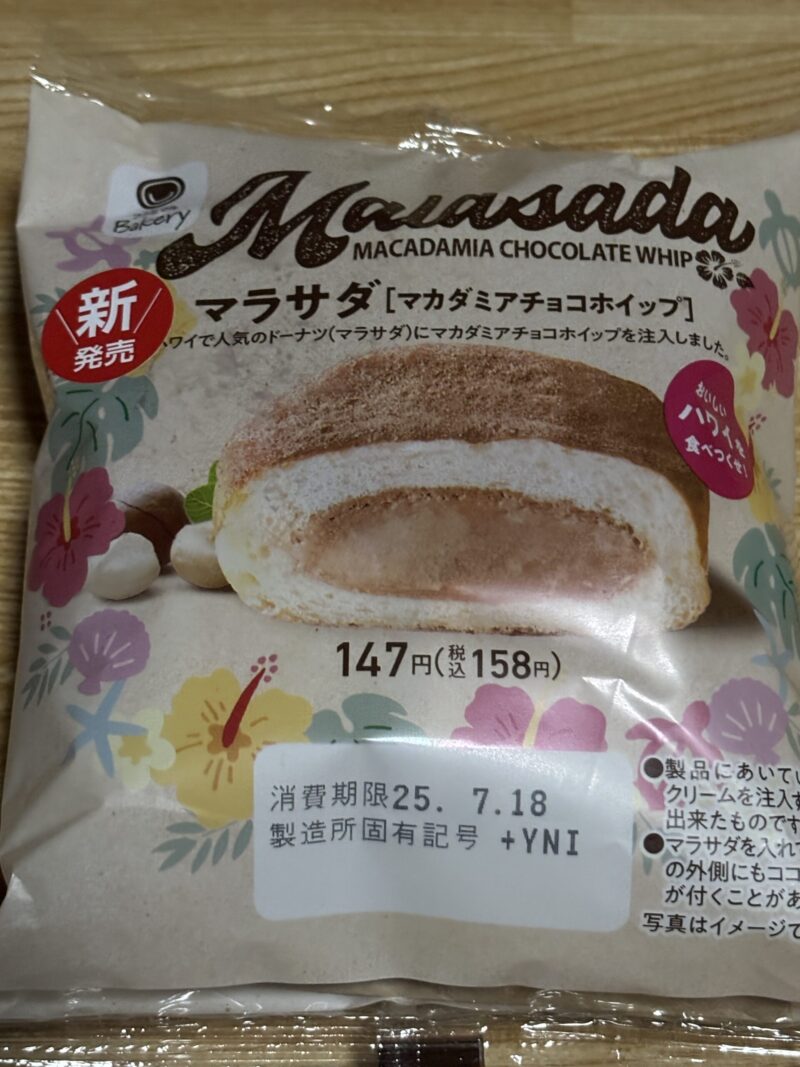 Bakery
Malasada
MACADAMIA CHOCOLATE WHIP
新
発売
マラサダ[マカダミアチョコホイップ]
ワイで人気のドーナツ(マラサダ)にマカダミアチョコホイップを注入しました。
おいしい
ハワイを
食べつくせ!
147円(税込158円)
消費期限25. 7.18
製造所固有記号 +YNI
●製品にあいてい
クリームを注入す
出来たものです
●マラサダを入れて
の外側にもココ
が付くことがあ
写真はイメージで